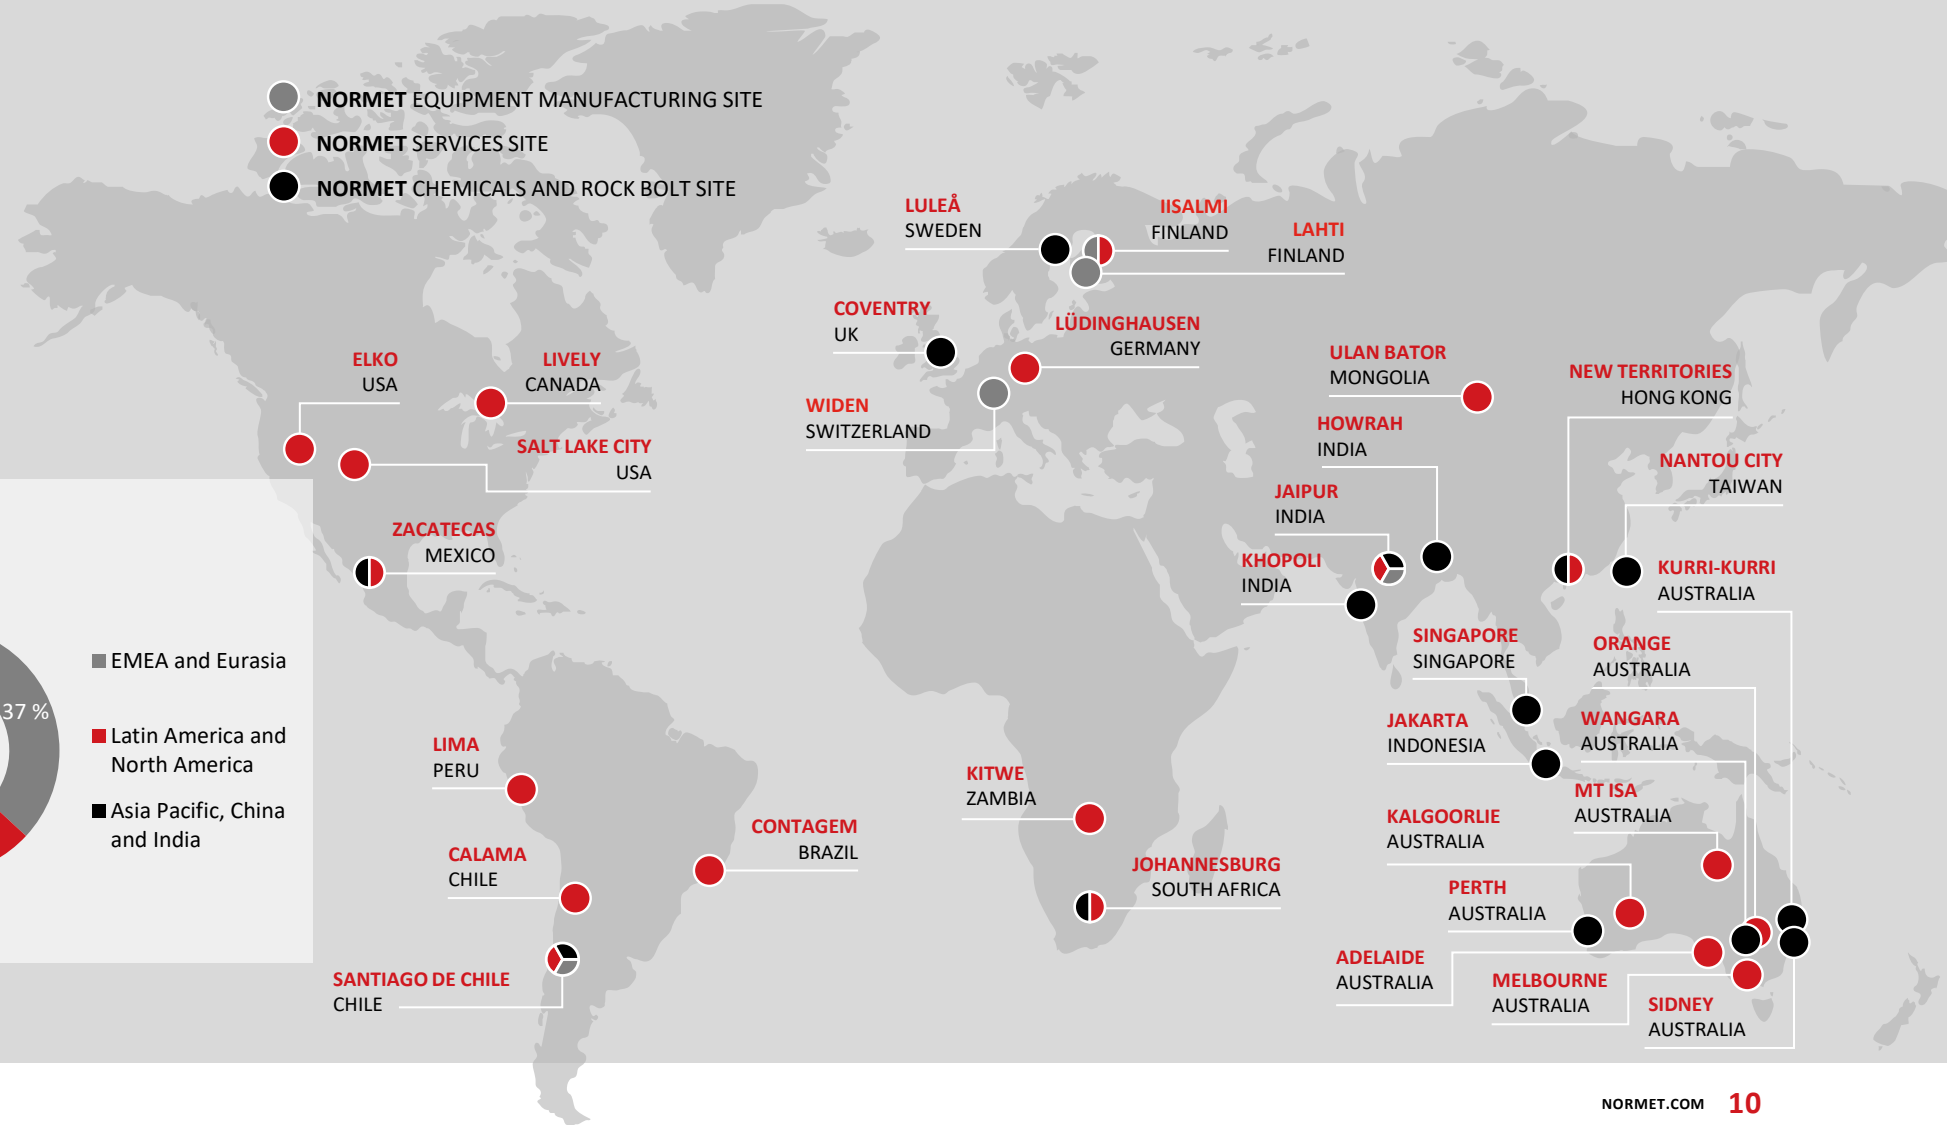 NORMET EQUIPMENT MANUFACTURING SITE
NORMET SERVICES SITE
NORMET CHEMICALS AND ROCK BOLT SITE
LULEÅ
SWEDEN
IISALMI
FINLAND
LAHTI
FINLAND
COVENTRY
UK
LÜDINGHAUSEN
GERMANY
WIDEN
SWITZERLAND
ELKO
USA
LIVELY
CANADA
SALT LAKE CITY
USA
ZACATECAS
MEXICO
ULAN BATOR
MONGOLIA
NEW TERRITORIES
HONG KONG
HOWRAH
INDIA
NANTOU CITY
TAIWAN
JAIPUR
INDIA
KHOPOLI
INDIA
KURRI-KURRI
AUSTRALIA
SINGAPORE
SINGAPORE
ORANGE
AUSTRALIA
JAKARTA
INDONESIA
WANGARA
AUSTRALIA
MT ISA
AUSTRALIA
KALGOORLIE
AUSTRALIA
PERTH
AUSTRALIA
ADELAIDE
AUSTRALIA
MELBOURNE
AUSTRALIA
SIDNEY
AUSTRALIA
KITWE
ZAMBIA
JOHANNESBURG
SOUTH AFRICA
LIMA
PERU
CONTAGEM
BRAZIL
CALAMA
CHILE
SANTIAGO DE CHILE
CHILE
37 %
EMEA and Eurasia
Latin America and
North America
Asia Pacific, China
and India
NORMET.COM 10